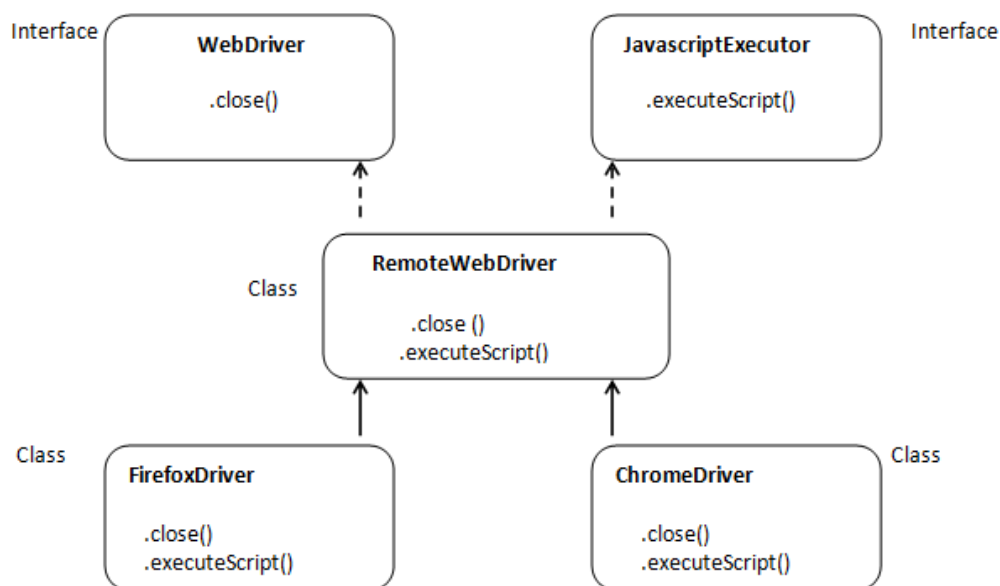 Interface
WebDriver
.close()
JavascriptExecutor
.executeScript()
Interface
Class
RemoteWebDriver
.close ()
.executeScript()
Class
FirefoxDriver
.close()
.executeScript()
ChromeDriver
.close()
.executeScript()
Class